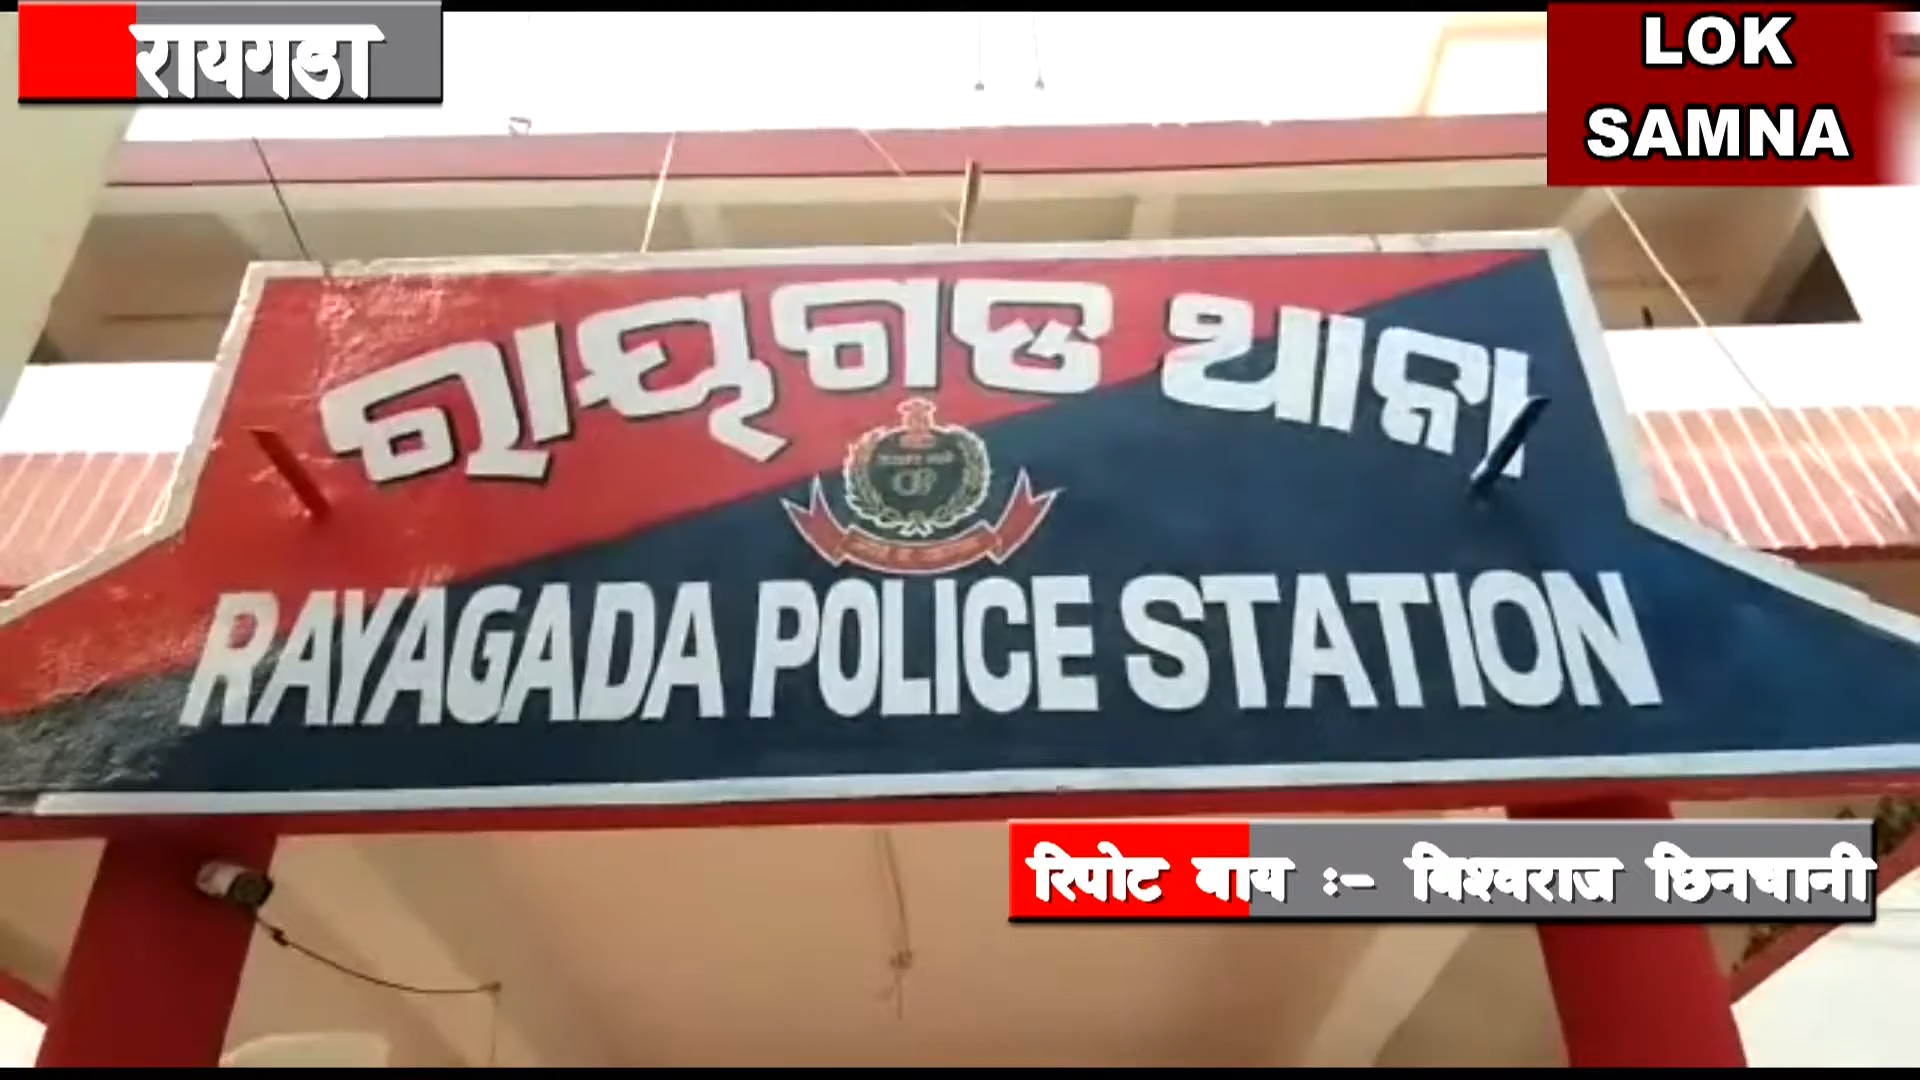 रायगडा
LOK
SAMNA
ରାୟଗଡ ଥାନା
RAYAGADA POLICE STATION
रिपोट बाय :- विश्वराज छिनचानी